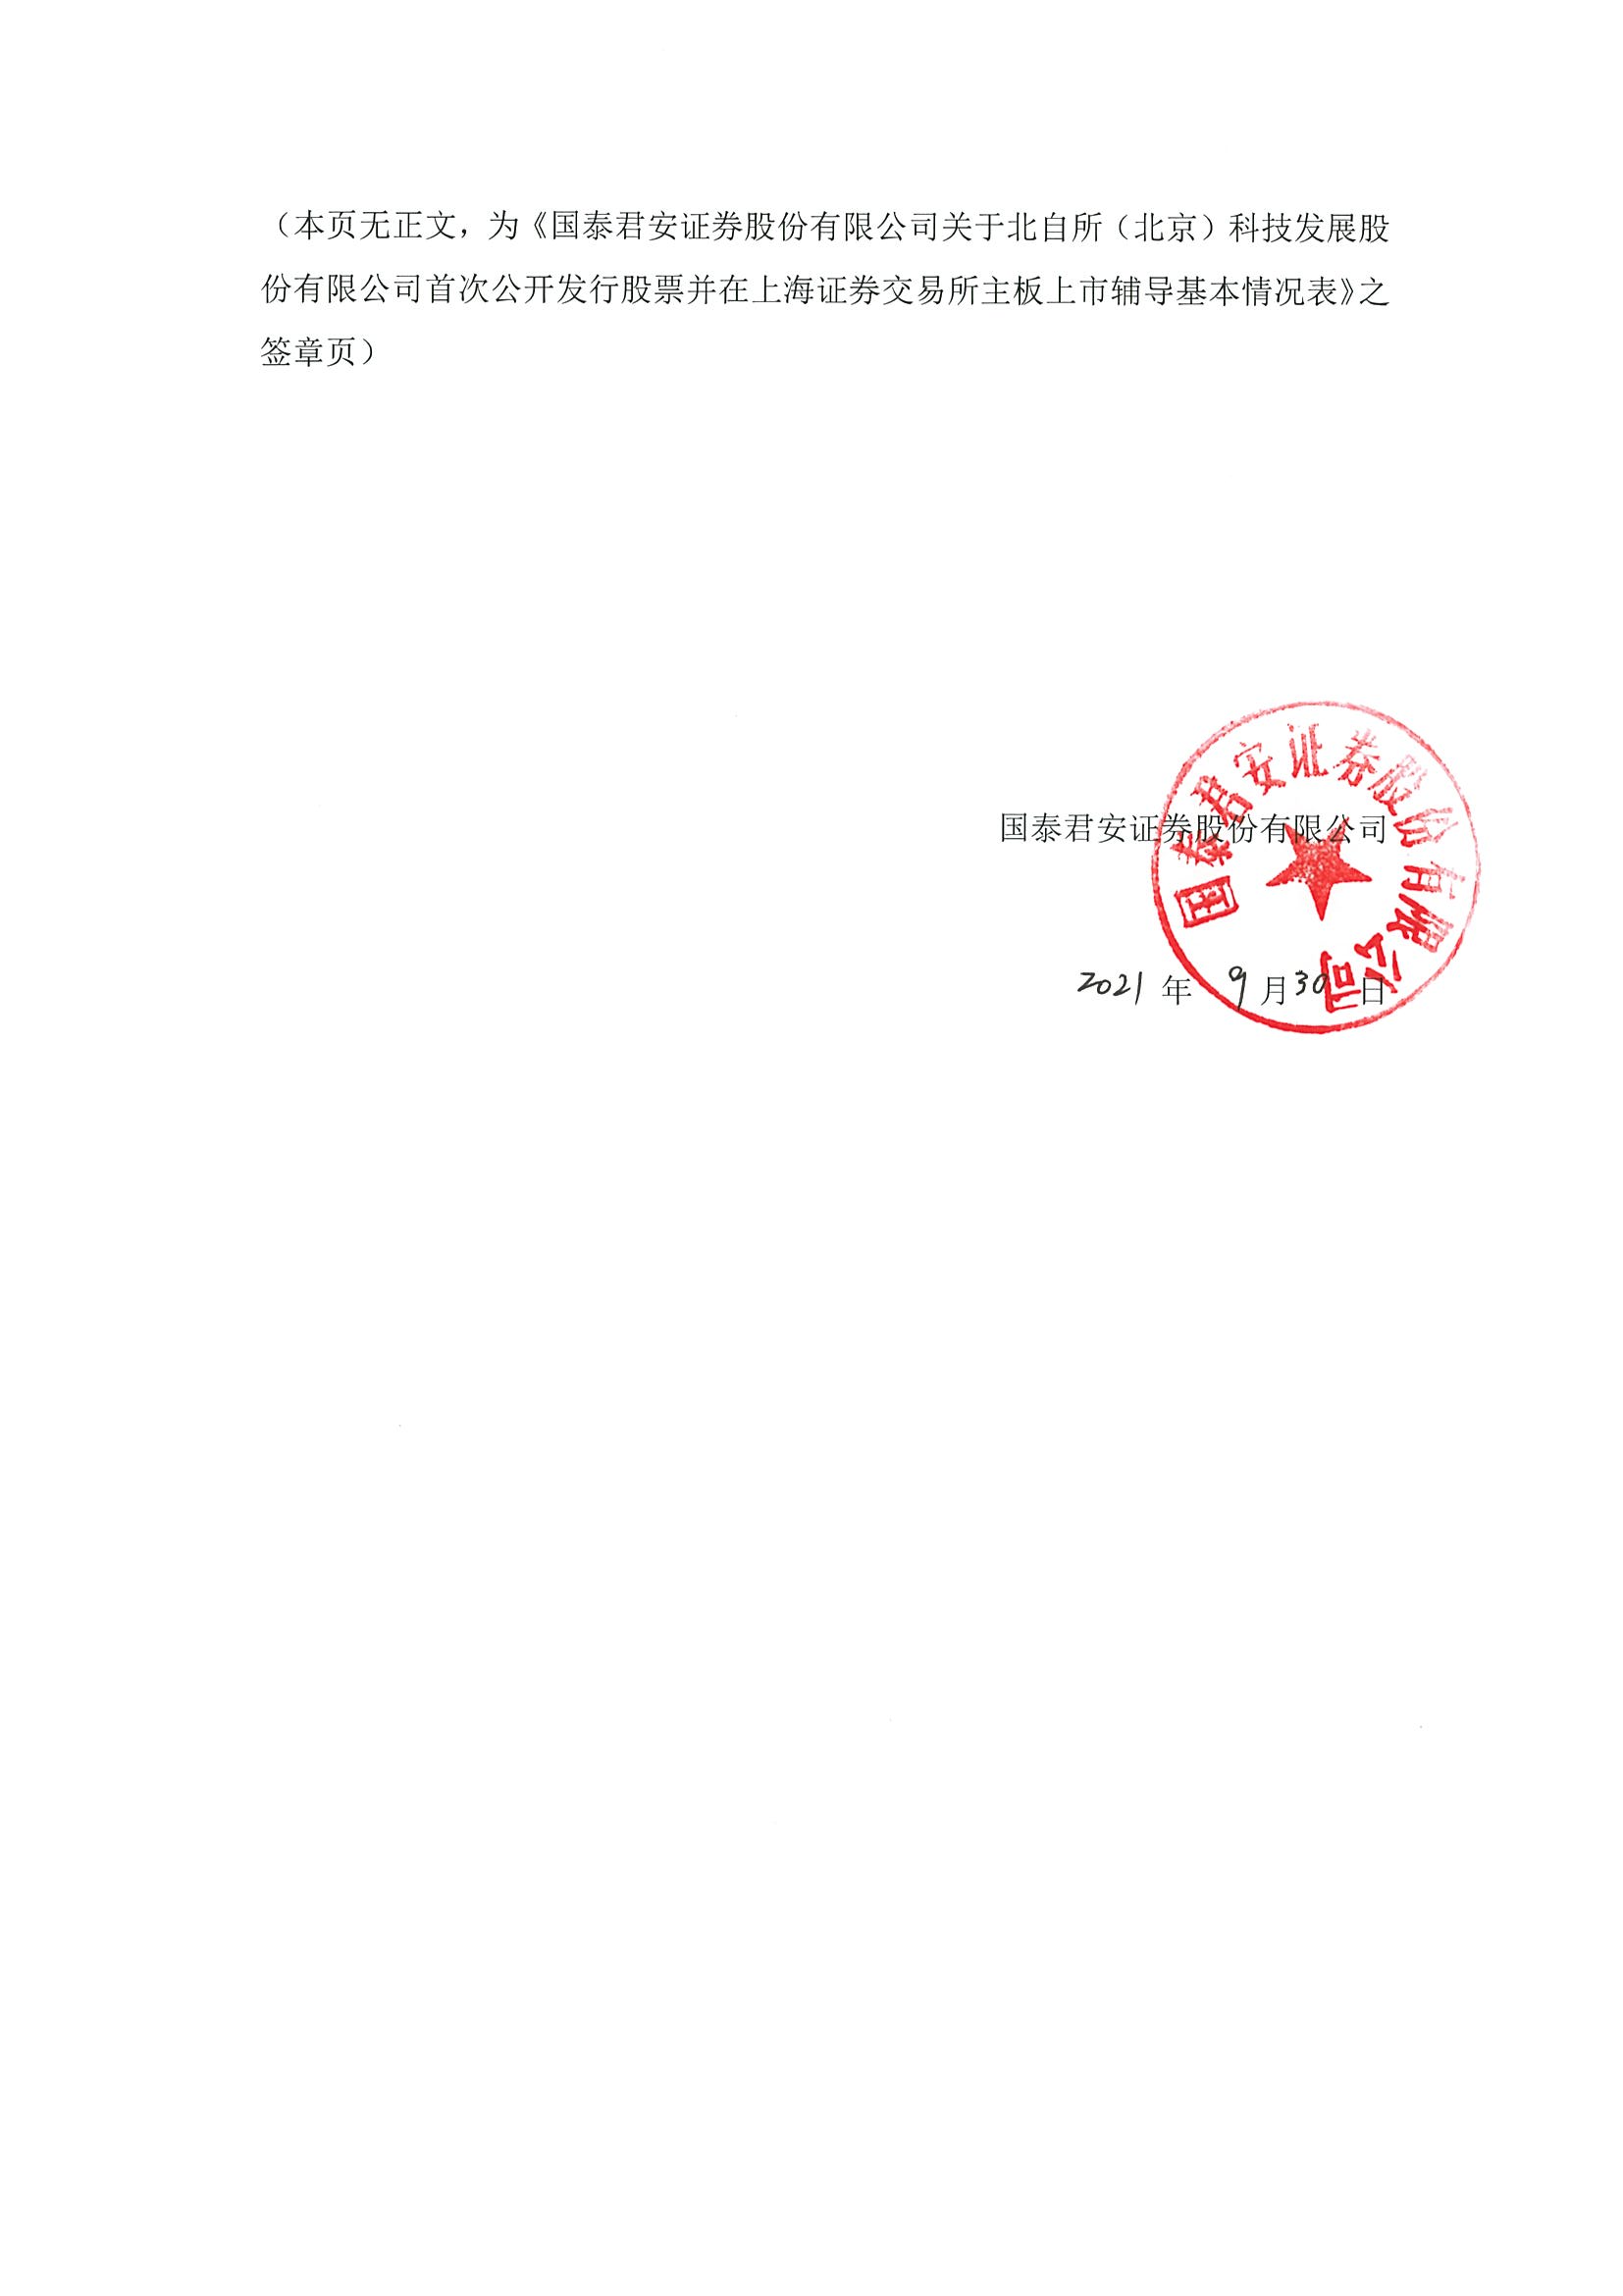 （本页无正文，为《国泰君安证券股份有限公司关于北自所（北京）科技发展股
份有限公司首次公开发行股票并在上海证券交易所主板上市辅导基本情况表》之
签章页）
国泰君安证券股份有限公司
国泰君安证券股份有限公司
2021 年 9 月 30 日